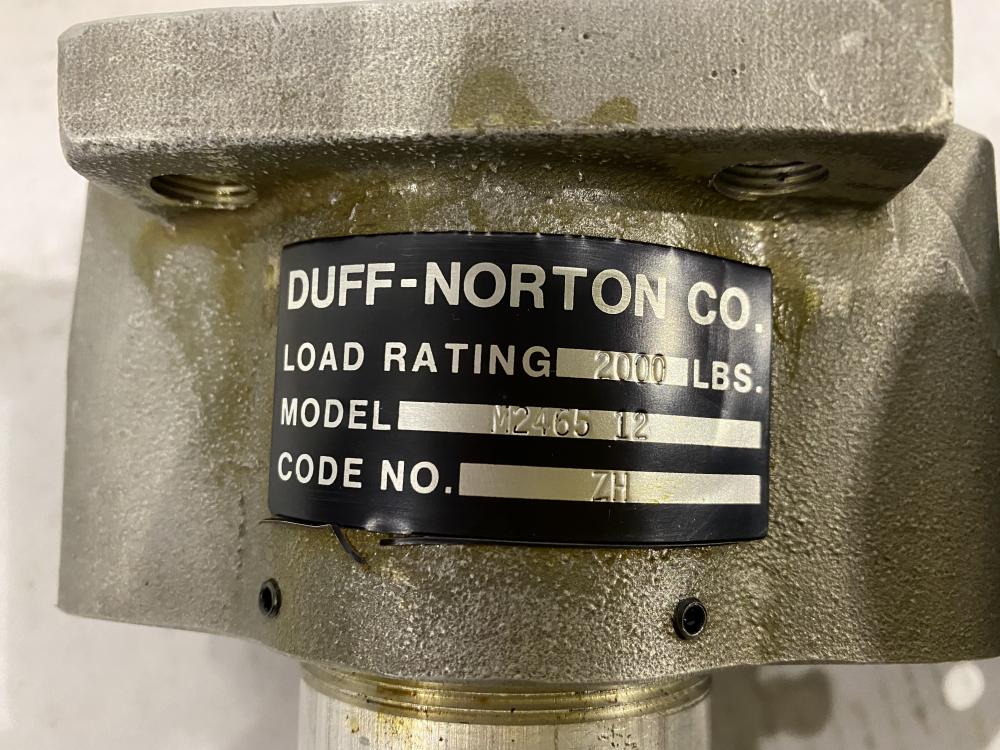 DUFF-NORTON CO.
LOAD RATING 2000 LBS.
MODEL M2465 12
CODE NO. ZH